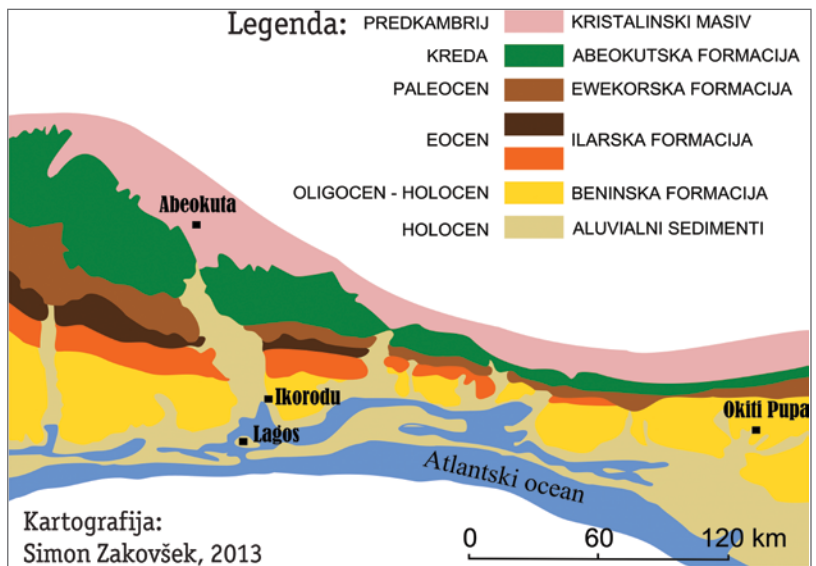 Legenda:
PREDKAMBRIJ KRISTALINSKI MASIV
KREDA ABEOKUTSKA FORMACIJA
PALEOCEN EWEKORSKA FORMACIJA
EOCEN ILARSKA FORMACIJA
OLIGOCEN - HOLOCEN BENINSKA FORMACIJA
HOLOCEN ALUVIALNI SEDIMENTI
Abeokuta
Ikorodu
Okiti Pupa
Lagos
Atlantski ocean
Kartografija:
Simon Zakovšek, 2013
0 60 120 km